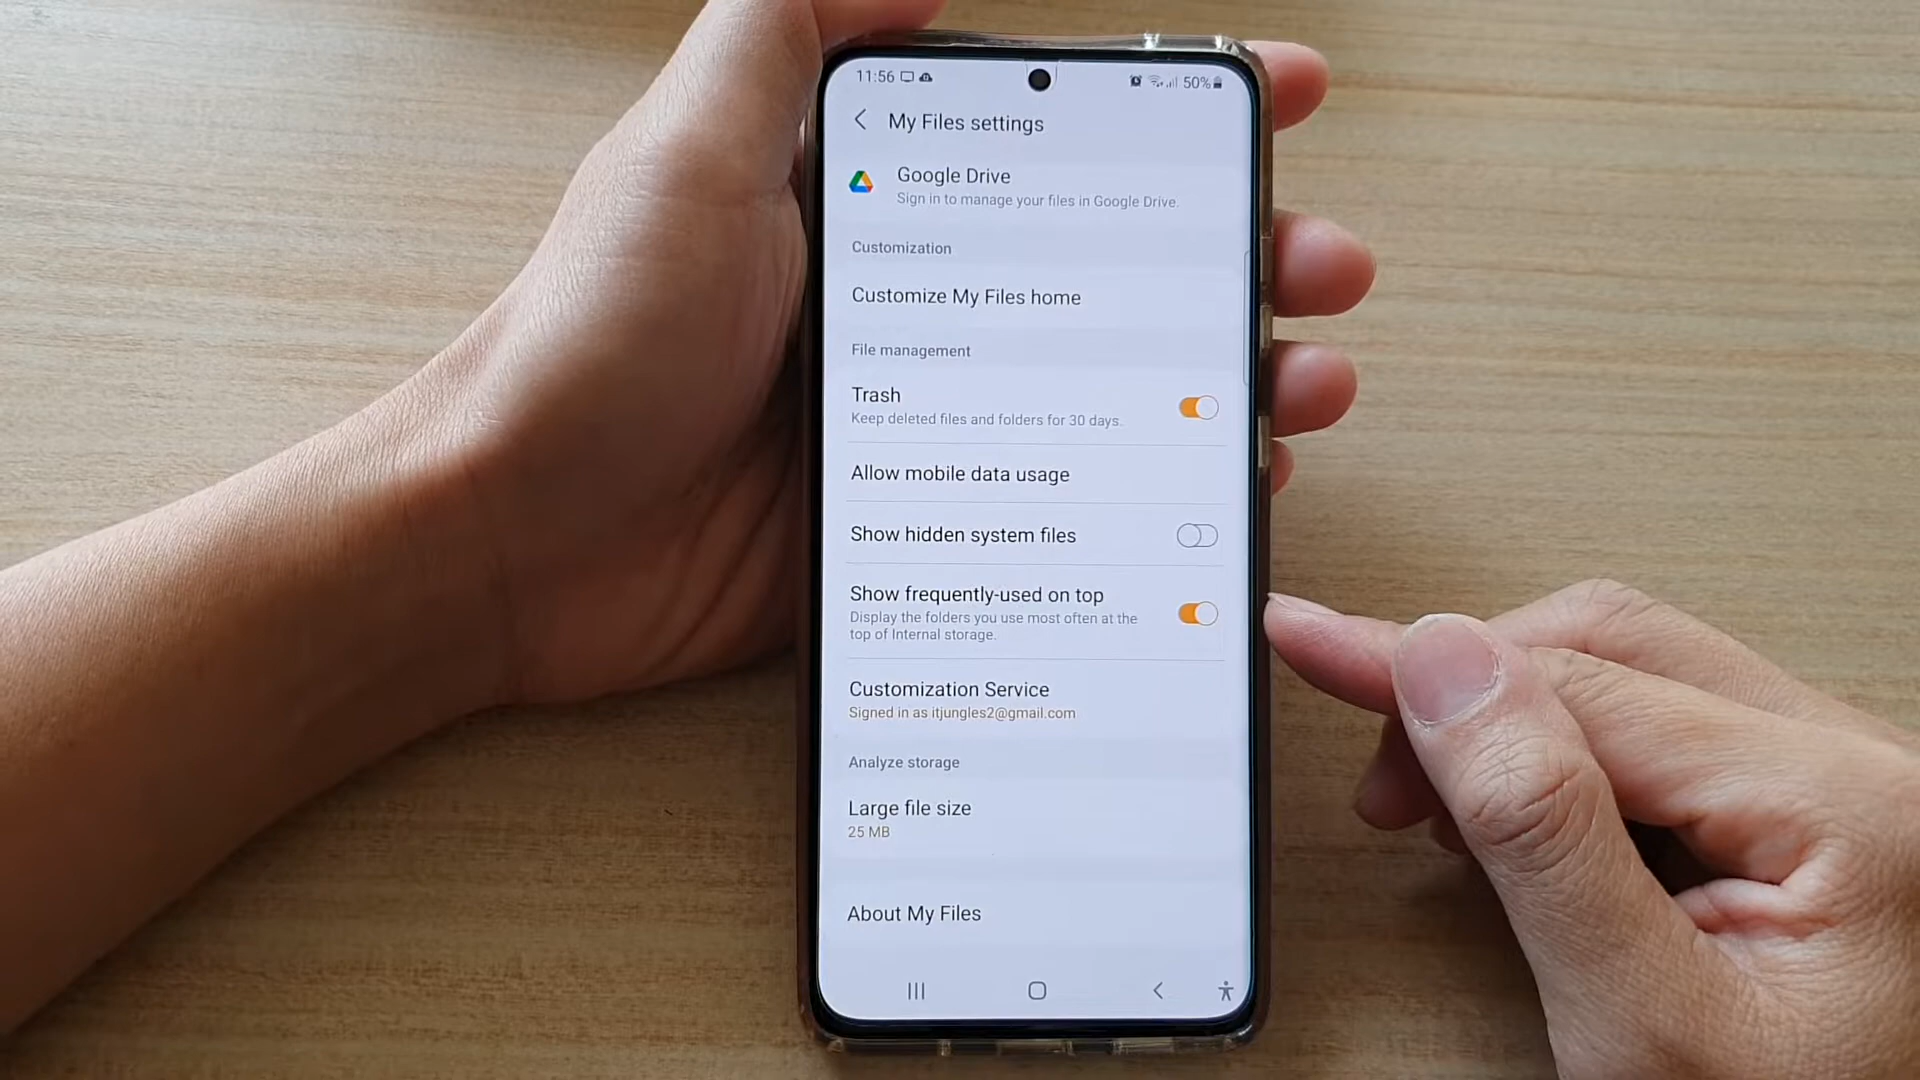 11:56
50%
My Files settings
Google Drive
Sign in to manage your files in Google Drive.
Customization
Customize My Files home
File management
Trash
Keep deleted files and folders for 30 days.
Allow mobile data usage
Show hidden system files
Show frequently-used on top
Display the folders you use most often at the
top of Internal storage.
Customization Service
Signed in as itjungles2@gmail.com
Analyze storage
Large file size
25 MB
About My Files